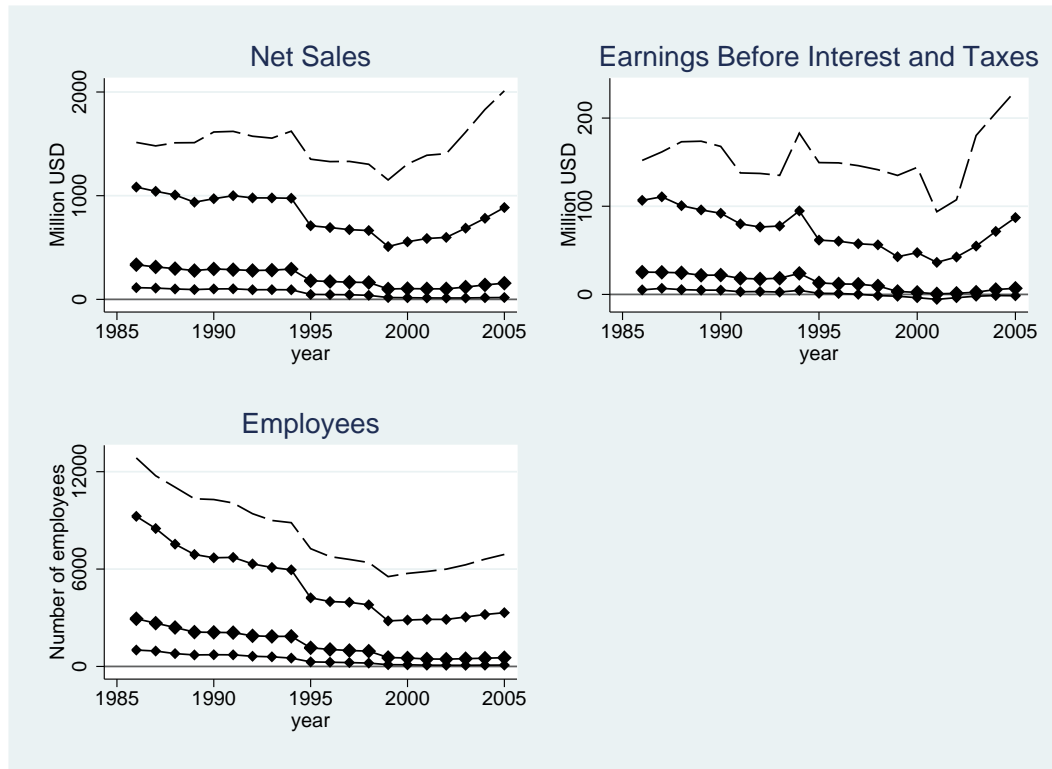 Net Sales
Million USD
0 1000 2000
1985 1990 1995 2000 2005
year
Earnings Before Interest and Taxes
Million USD
0 100 200
1985 1990 1995 2000 2005
year
Employees
Number of employees
0 6000 12000
1985 1990 1995 2000 2005
year